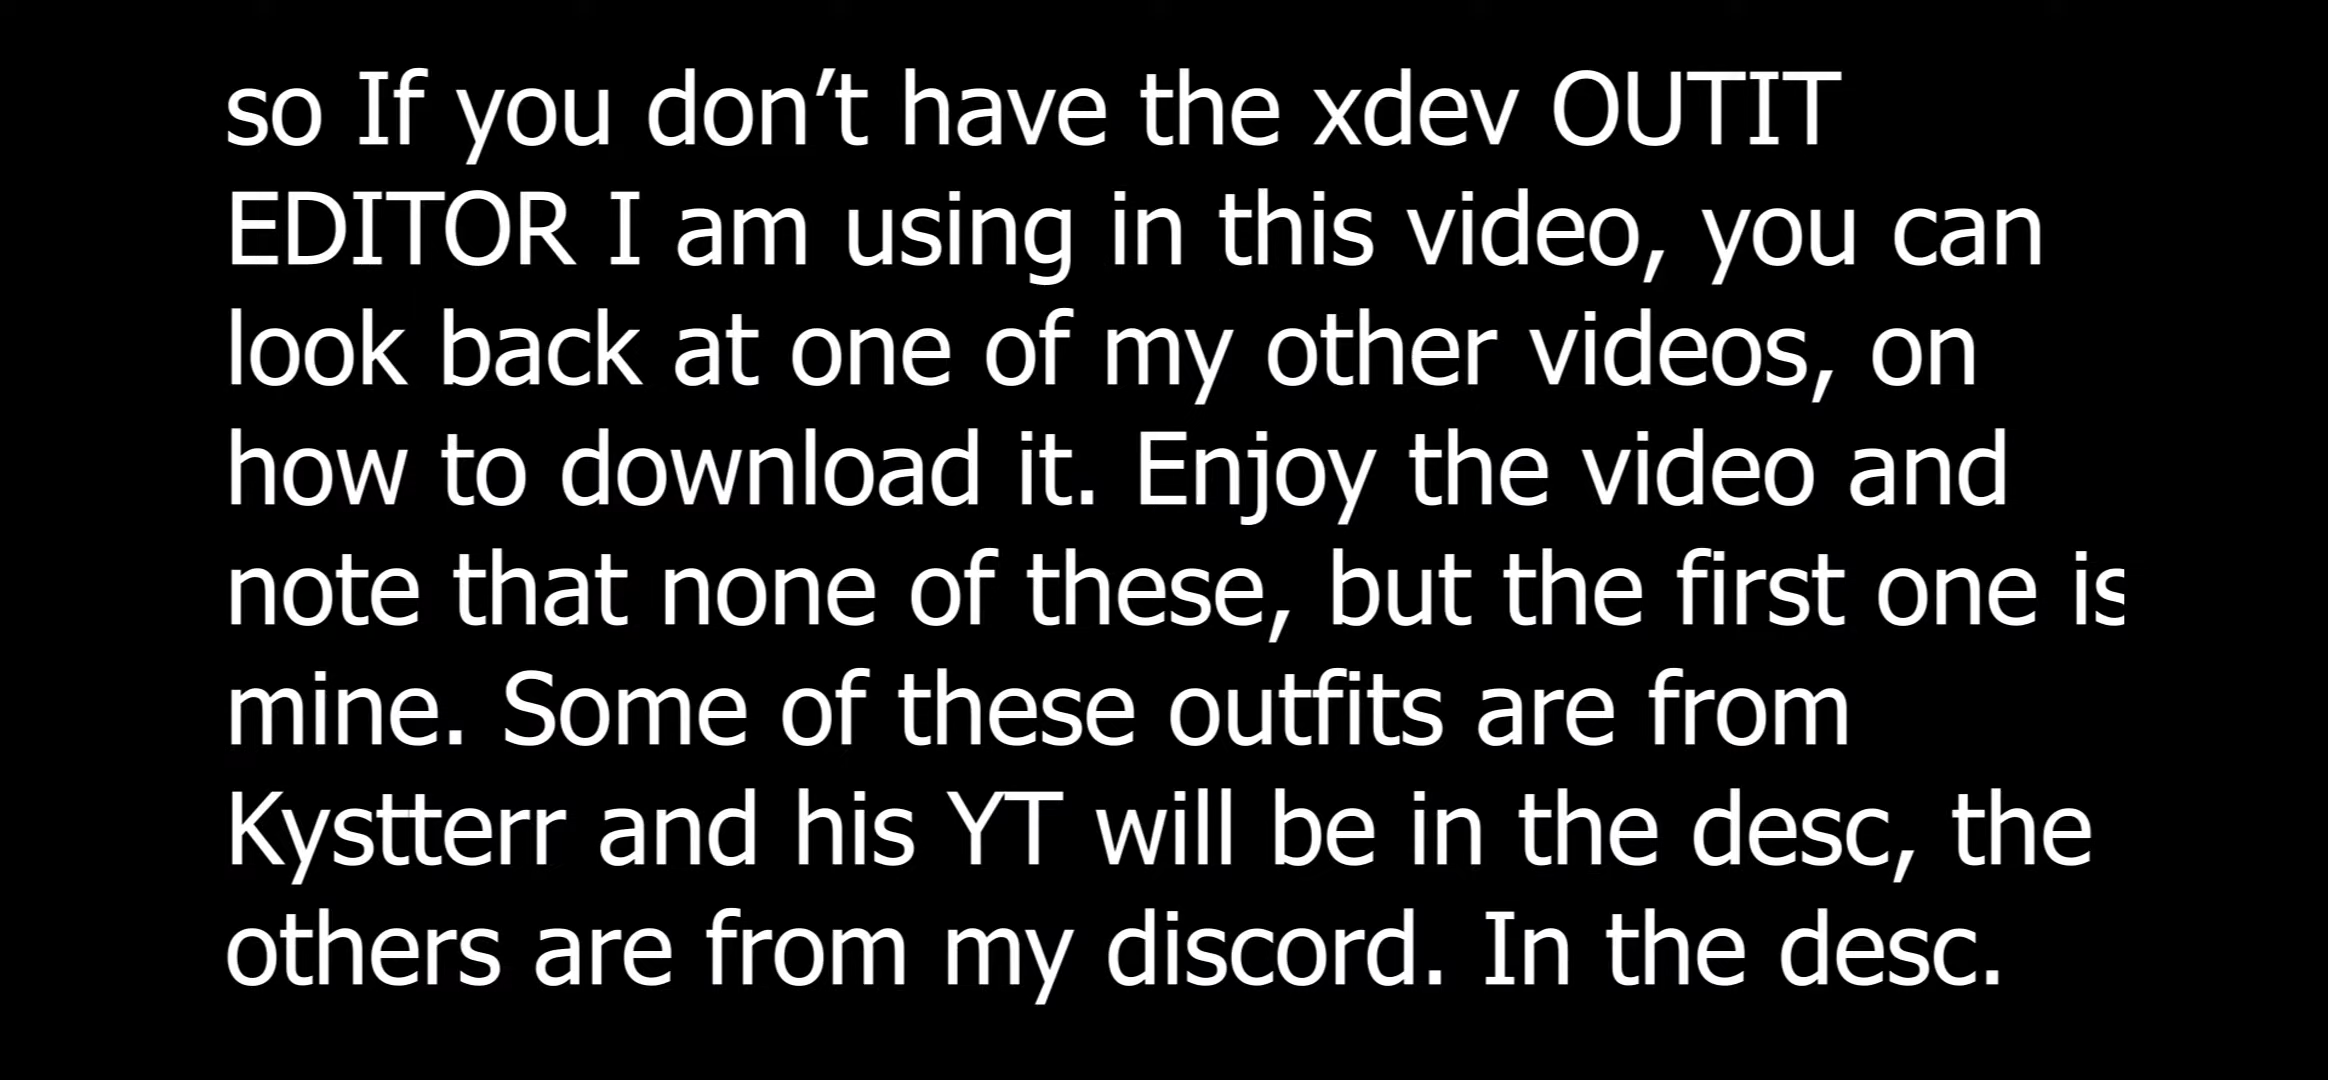 so If you don’t have the xdev OUTIT
EDITOR I am using in this video, you can
look back at one of my other videos, on
how to download it. Enjoy the video and
note that none of these, but the first one is
mine. Some of these outfits are from
Kystterr and his YT will be in the desc, the
others are from my discord. In the desc.